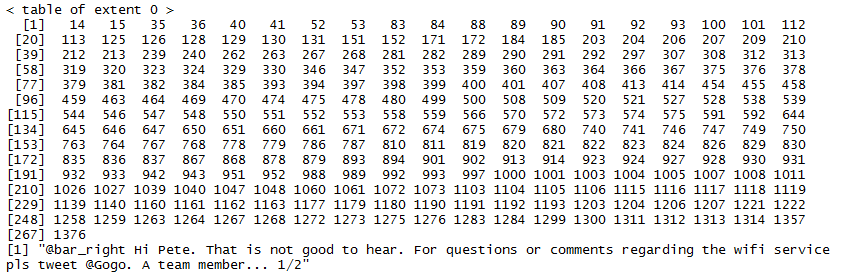 < table of extent 0 >
[1] 14 15 35 36 40 41 52 53 83 84 88 89 90 91 92 93 100 101 112
[20] 113 125 126 128 129 130 131 151 152 171 172 184 185 203 204 206 207 209 210
[39] 212 213 239 240 262 263 267 268 281 282 289 290 291 292 297 307 308 312 313
[58] 319 320 323 324 329 330 346 347 352 353 359 360 363 364 366 367 375 376 378
[77] 379 381 382 384 385 393 394 397 398 399 400 401 407 408 413 414 454 455 458
[96] 459 463 464 469 470 474 475 478 480 499 500 508 509 520 521 527 528 538 539
[115] 544 546 547 548 550 551 552 553 558 559 566 570 572 573 574 575 591 592 644
[134] 645 646 647 650 651 660 661 671 672 674 675 679 680 740 741 746 747 749 750
[153] 763 764 767 768 778 779 786 787 810 811 819 820 821 822 823 824 826 829 830
[172] 835 836 837 867 868 878 879 893 894 901 902 913 914 923 924 927 928 930 931
[191] 932 933 942 943 951 952 988 989 992 993 997 1000 1001 1003 1004 1005 1007 1008 1011
[210] 1026 1027 1039 1040 1047 1048 1060 1061 1072 1073 1103 1104 1105 1106 1115 1116 1117 1118 1119
[229] 1139 1140 1160 1161 1162 1163 1177 1179 1180 1190 1191 1192 1193 1203 1204 1206 1207 1221 1222
[248] 1258 1259 1263 1264 1267 1268 1272 1273 1275 1276 1283 1284 1299 1300 1311 1312 1313 1314 1357
[267] 1376
[1] "@bar_right Hi Pete. That is not good to hear. For questions or comments regarding the wifi service
pls tweet @Gogo. A team member... 1/2"